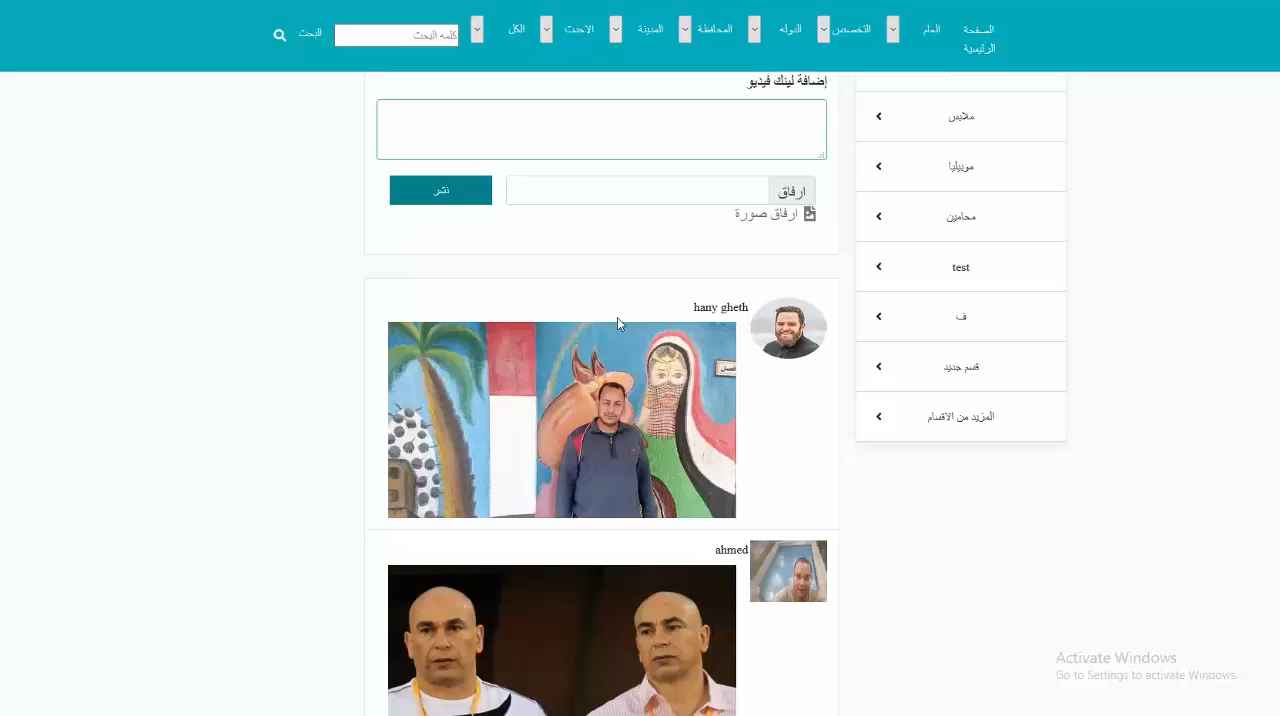 الصفحة
الرئيسية
العام
التخصص
الدوله
المحافظة
المدينة
الاحدث
الكل
كلمه البحث
البحث
إضافة لينك فيديو
ارفاق
نشر
ارفاق صورة
hany gheth
ahmed
ملابس
موبيليا
محامين
test
ف
قسم جديد
المزيد من الاقسام
Activate Windows
Go to Settings to activate Windows.